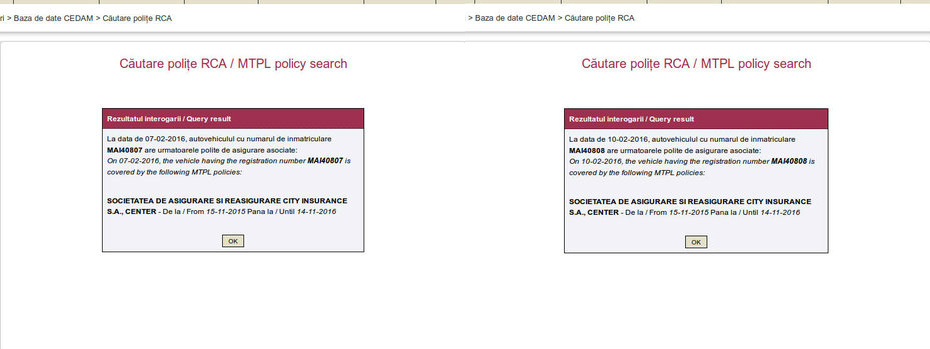 ri > Baza de date CEDAM > Căutare polițe RCA
Căutare polițe RCA / MTPL policy search
Rezultatul interogarii / Query result
La data de 07-02-2016, autovehiculul cu numarul de inmatriculare
MAI40807 are urmatoarele polite de asigurare asociate:
On 07-02-2016, the vehicle having the registration number MAI40807 is
covered by the following MTPL policies:
SOCIETATEA DE ASIGURARE SI REASIGURARE CITY INSURANCE
S.A., CENTER - De la / From 15-11-2015 Pana la / Until 14-11-2016
OK
> Baza de date CEDAM > Căutare polițe RCA
Căutare polițe RCA / MTPL policy search
Rezultatul interogarii / Query result
La data de 10-02-2016, autovehiculul cu numarul de inmatriculare
MAI40808 are urmatoarele polite de asigurare asociate:
On 10-02-2016, the vehicle having the registration number MAI40808 is
covered by the following MTPL policies:
SOCIETATEA DE ASIGURARE SI REASIGURARE CITY INSURANCE
S.A., CENTER - De la / From 15-11-2015 Pana la / Until 14-11-2016
OK